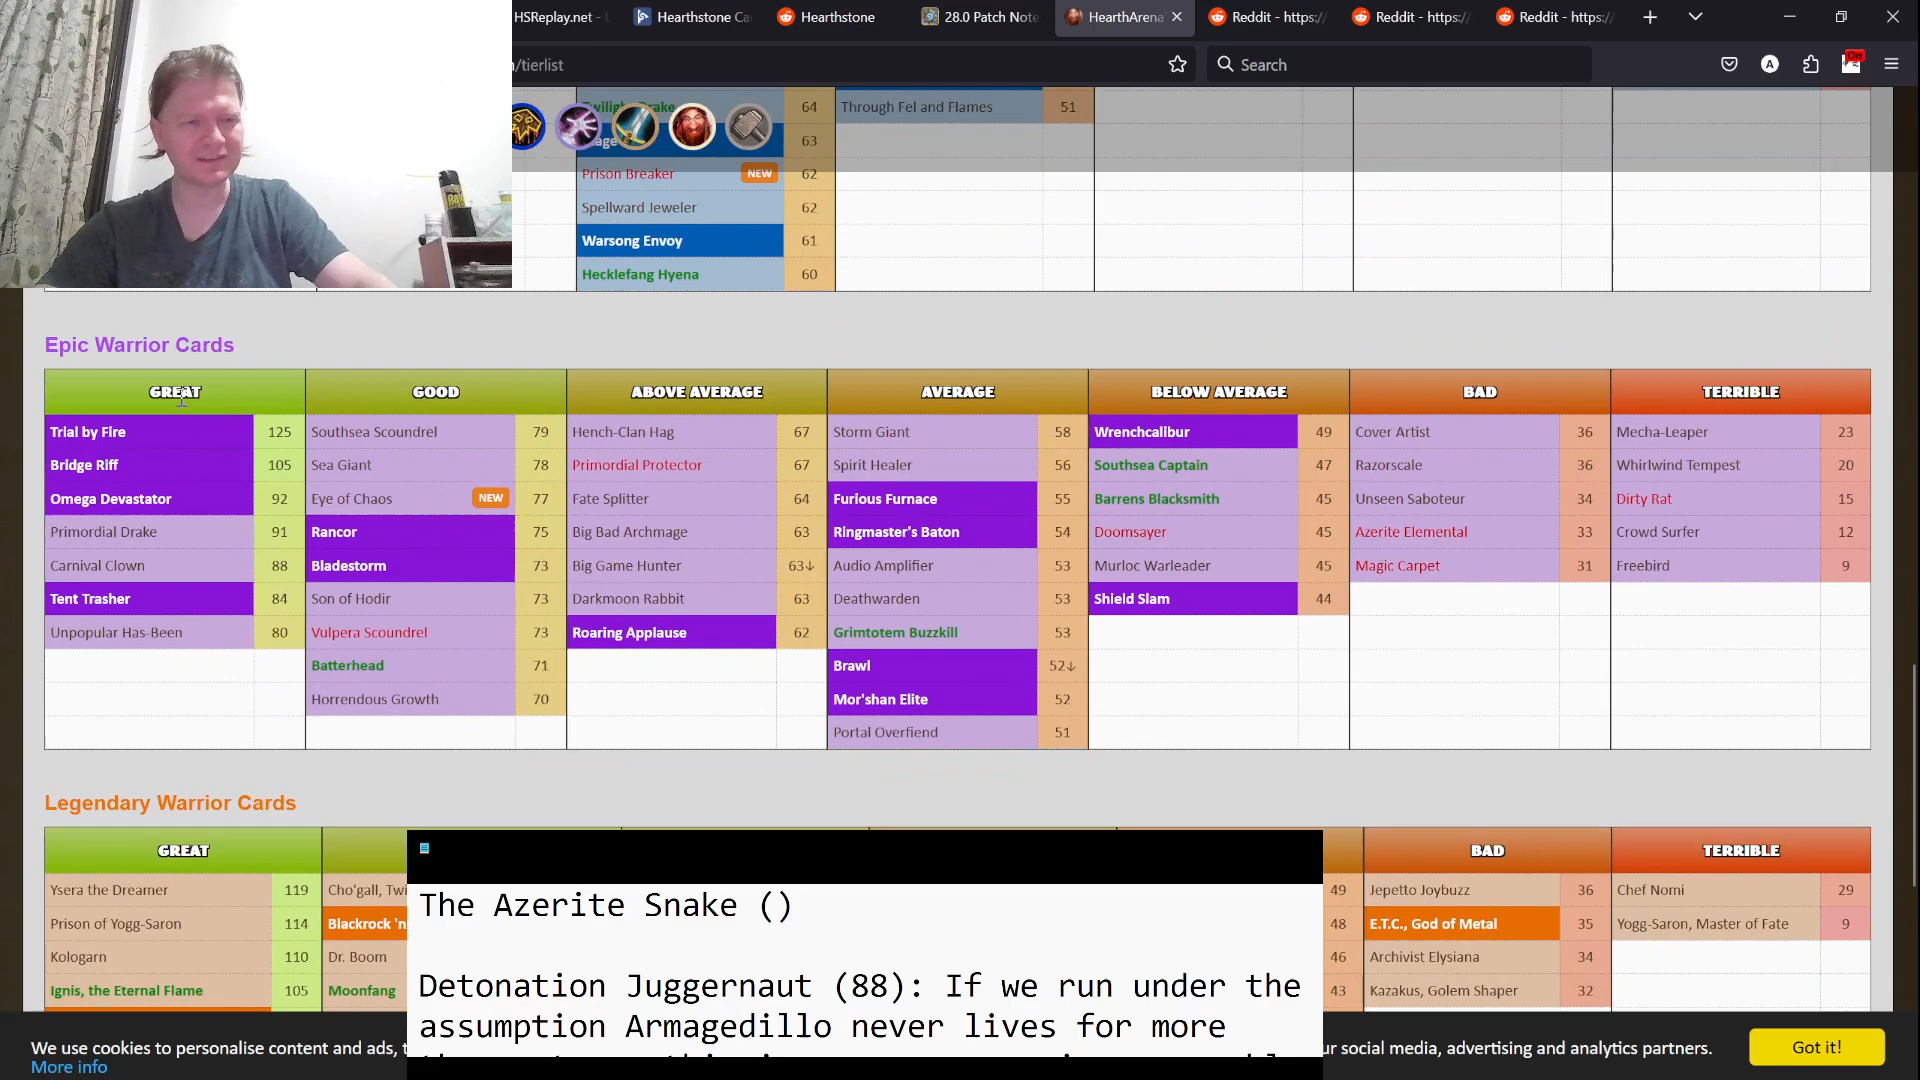 HSReplay.net -
Hearthstone Ca
Hearthstone
28.0 Patch Note
HearthArena
Reddit - https:/
Reddit - https:/
Reddit - https:/
/tierlist
Search
On
64
Through Fel and Flames 51
63
Prison Breaker NEW 62
Spellward Jeweler 62
Warsong Envoy 61
Hecklefang Hyena 60
Epic Warrior Cards
GREAT GOOD ABOVE AVERAGE AVERAGE BELOW AVERAGE BAD TERRIBLE
Trial by Fire 125 Southsea Scoundrel 79 Hench-Clan Hag 67 Storm Giant 58 Wrenchcalibur 49 Cover Artist 36 Mecha-Leaper 23
Bridge Riff 105 Sea Giant 78 Primordial Protector 67 Spirit Healer 56 Southsea Captain 47 Razorscale 36 Whirlwind Tempest 20
Omega Devastator 92 Eye of Chaos NEW 77 Fate Splitter 64 Furious Furnace 55 Barrens Blacksmith 45 Unseen Saboteur 34 Dirty Rat 15
Primordial Drake 91 Rancor 75 Big Bad Archmage 63 Ringmaster's Baton 54 Doomsayer 45 Azerite Elemental 33 Crowd Surfer 12
Carnival Clown 88 Bladestorm 73 Big Game Hunter 63↓ Audio Amplifier 53 Murloc Warleader 45 Magic Carpet 31 Freebird 9
Tent Trasher 84 Son of Hodir 73 Darkmoon Rabbit 63 Deathwarden 53 Shield Slam 44
Unpopular Has-Been 80 Vulpera Scoundrel 73 Roaring Applause 62 Grimtotem Buzzkill 53
Batterhead 71 Brawl 52↓
Horrendous Growth 70 Mor'shan Elite 52
Portal Overfiend 51
Legendary Warrior Cards
GREAT BAD TERRIBLE
Ysera the Dreamer 119 Cho'gall, Twi 49 Jepetto Joybuzz 36 Chef Nomi 29
Prison of Yogg-Saron 114 Blackrock 'n 48 E.T.C., God of Metal 35 Yogg-Saron, Master of Fate 9
Kologarn 110 Dr. Boom 46 Archivist Elysiana 34
Ignis, the Eternal Flame 105 Moonfang 43 Kazakus, Golem Shaper 32
The Azerite Snake ()
Detonation Juggernaut (88): If we run under the
assumption Armagedillo never lives for more
We use cookies to personalise content and ads, ur social media, advertising and analytics partners.
More info
Got it!